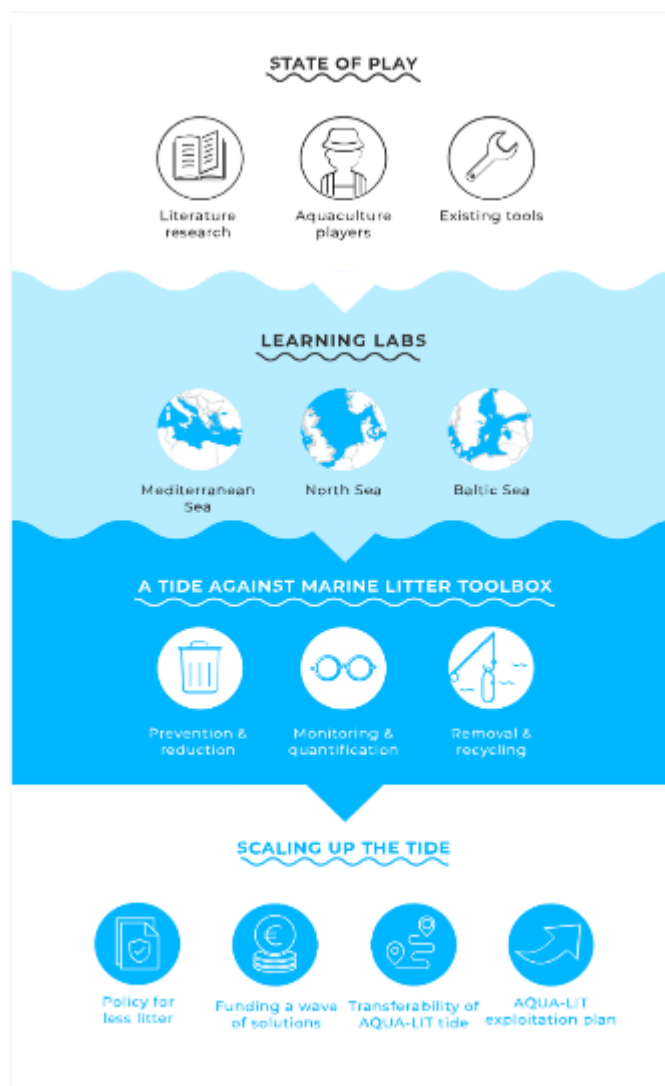 STATE OF PLAY
Literature
research
Aquaculture
players
Existing tools
LEARNING LABS
Mediterranean
Sea
North Sea
Baltic Sea
A TIDE AGAINST MARINE LITTER TOOLBOX
Prevention &
reduction
Monitoring &
quantification
Removal &
recycling
SCALING UP THE TIDE
Policy for
less litter
Funding a wave
of solutions
Transferability of
AQUA-LIT tide
AQUA-LIT
exploitation plan
€